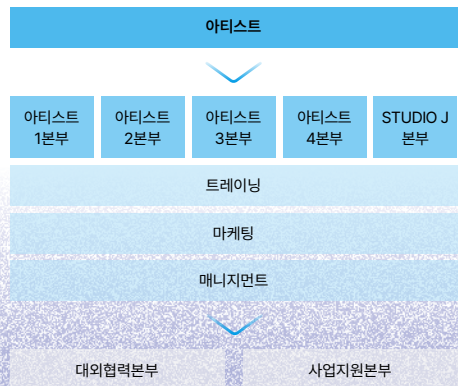 아티스트
아티스트
1본부
아티스트
2본부
아티스트
3본부
아티스트
4본부
STUDIO J
본부
트레이닝
마케팅
매니지먼트
대외협력본부
사업지원본부